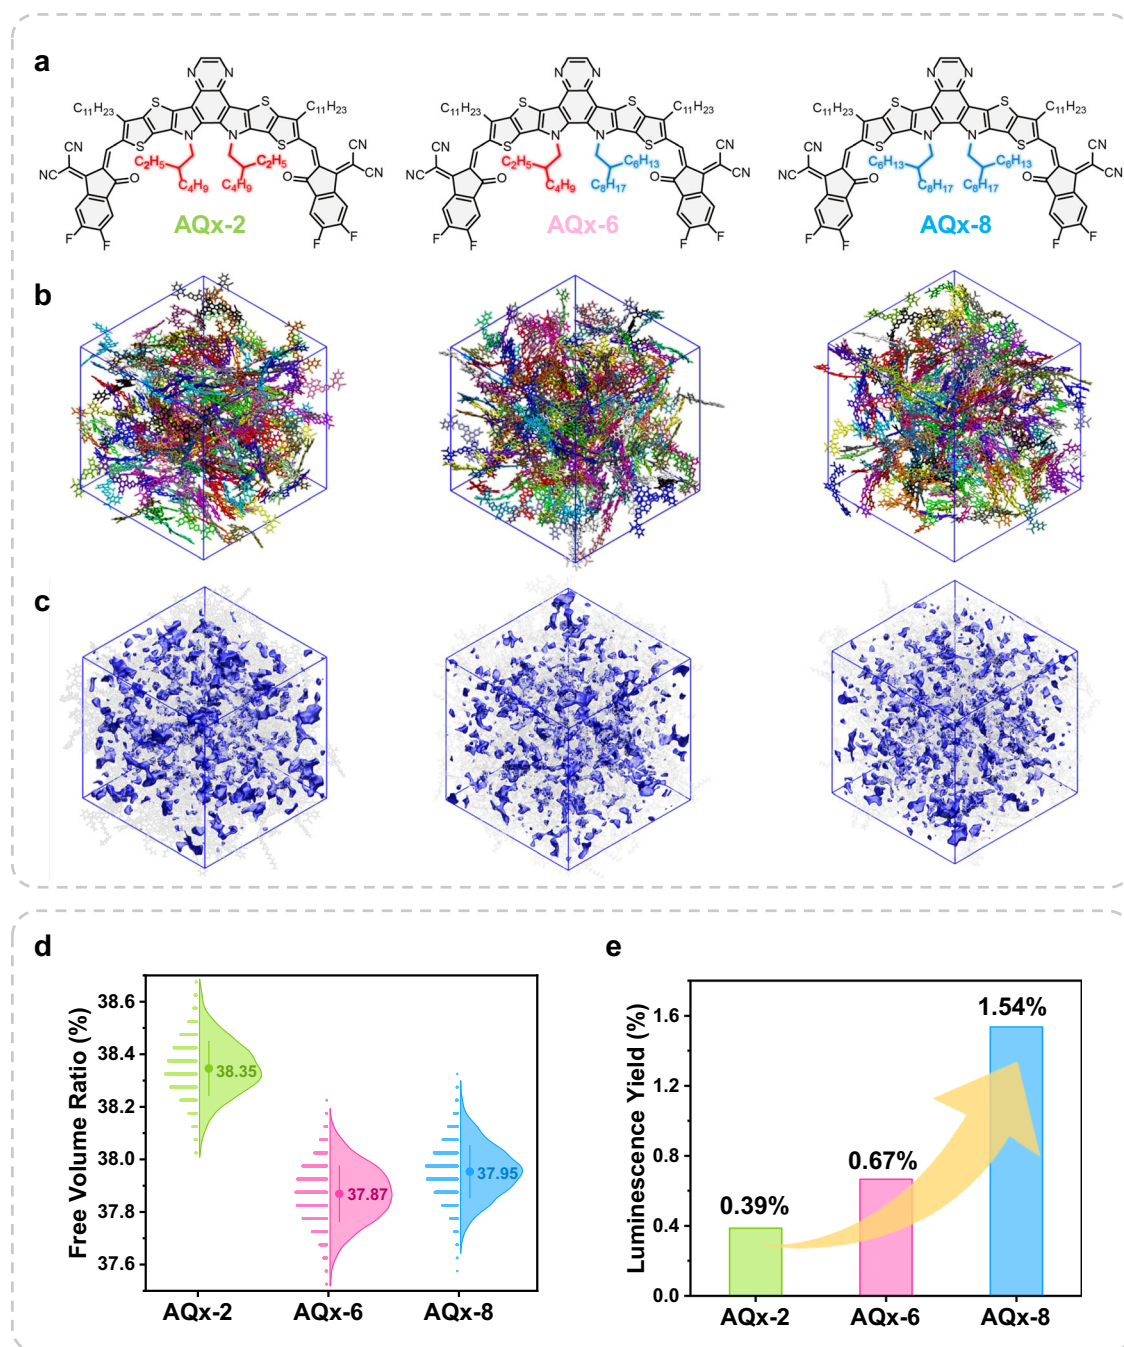 a
N N
S S
C11H23 C11H23
S S
N N
CN CN
NC CN
C2H5 C2H5
C4H9 C4H9
O O
F F
F F
AQx-2
N N
S S
C11H23 C11H23
S S
N N
CN CN
NC CN
C2H5 C6H13
C4H9 C8H17
O O
F F
F F
AQx-6
N N
S S
C11H23 C11H23
S S
N N
CN CN
NC CN
C6H13 C6H13
C8H17 C8H17
O O
F F
F F
AQx-8
b
c
d
Free Volume Ratio (%)
38.6
38.4
38.2
38.0
37.8
37.6
38.35
37.87
37.95
AQx-2 AQx-6 AQx-8
e
Luminescence Yield (%)
1.6
1.2
0.8
0.4
0.0
0.39%
0.67%
1.54%
AQx-2 AQx-6 AQx-8